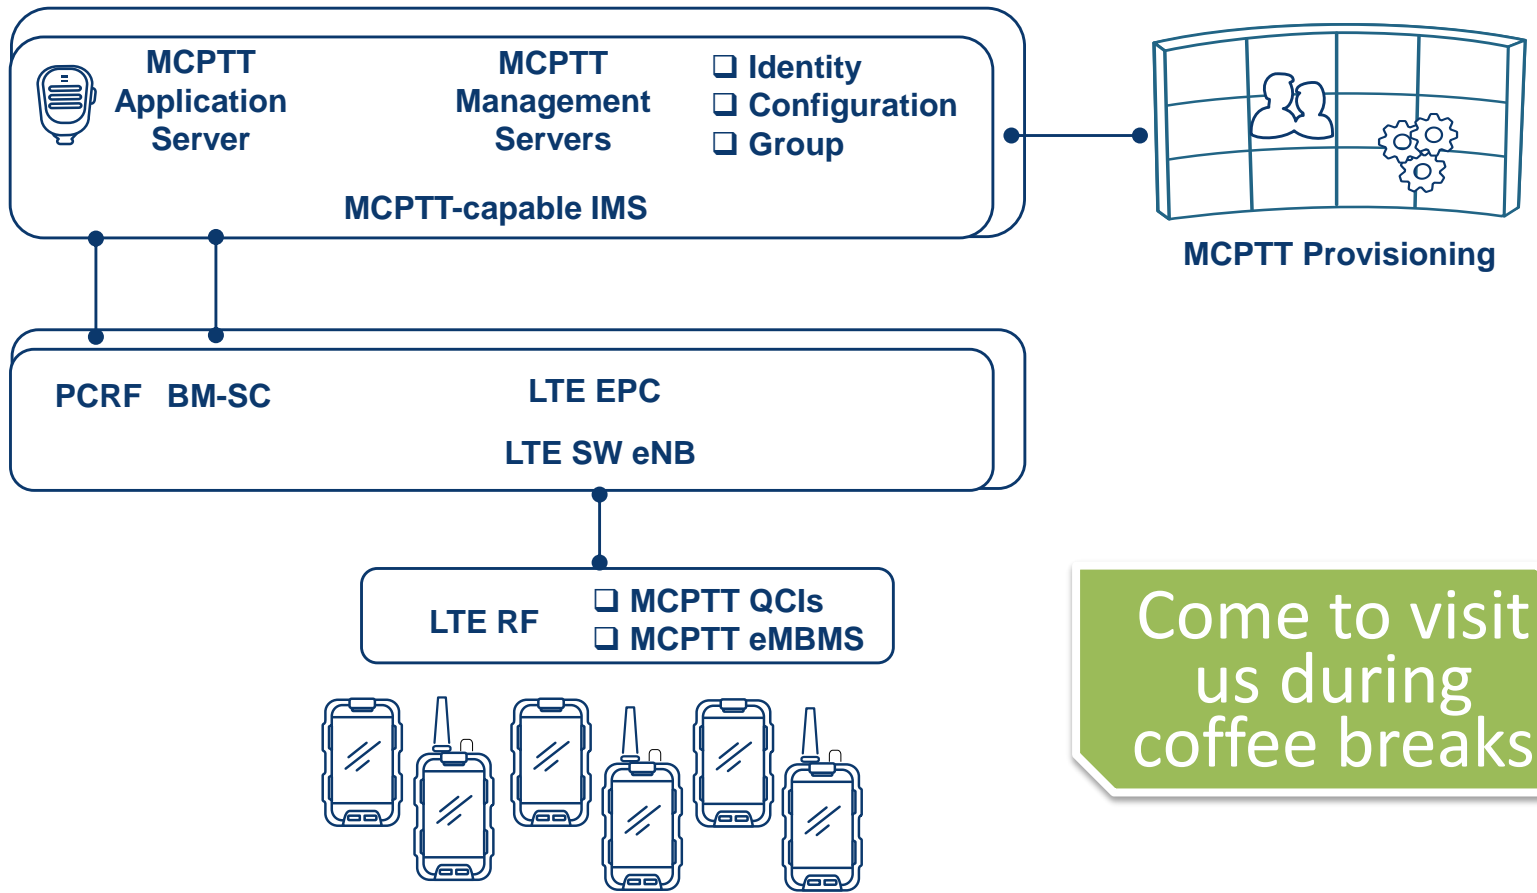 MCPTT
Application
Server
MCPTT
Management
Servers
❑ Identity
❑ Configuration
❑ Group
MCPTT-capable IMS
MCPTT Provisioning
PCRF BM-SC
LTE EPC
LTE SW eNB
LTE RF
❑ MCPTT QCIs
❑ MCPTT eMBMS
Come to visit
us during
coffee breaks